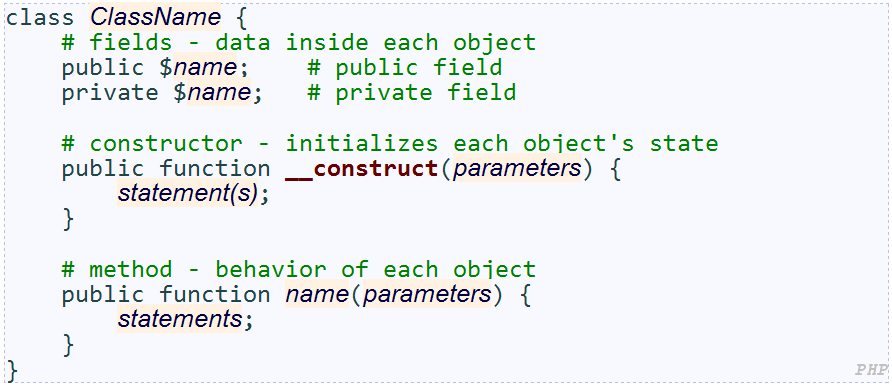 class ClassName {
    # fields - data inside each object
    public $name;    # public field
    private $name;   # private field

    # constructor - initializes each object's state
    public function __construct(parameters) {
        statement(s);
    }

    # method - behavior of each object
    public function name(parameters) {
        statements;
    }
}
PHP